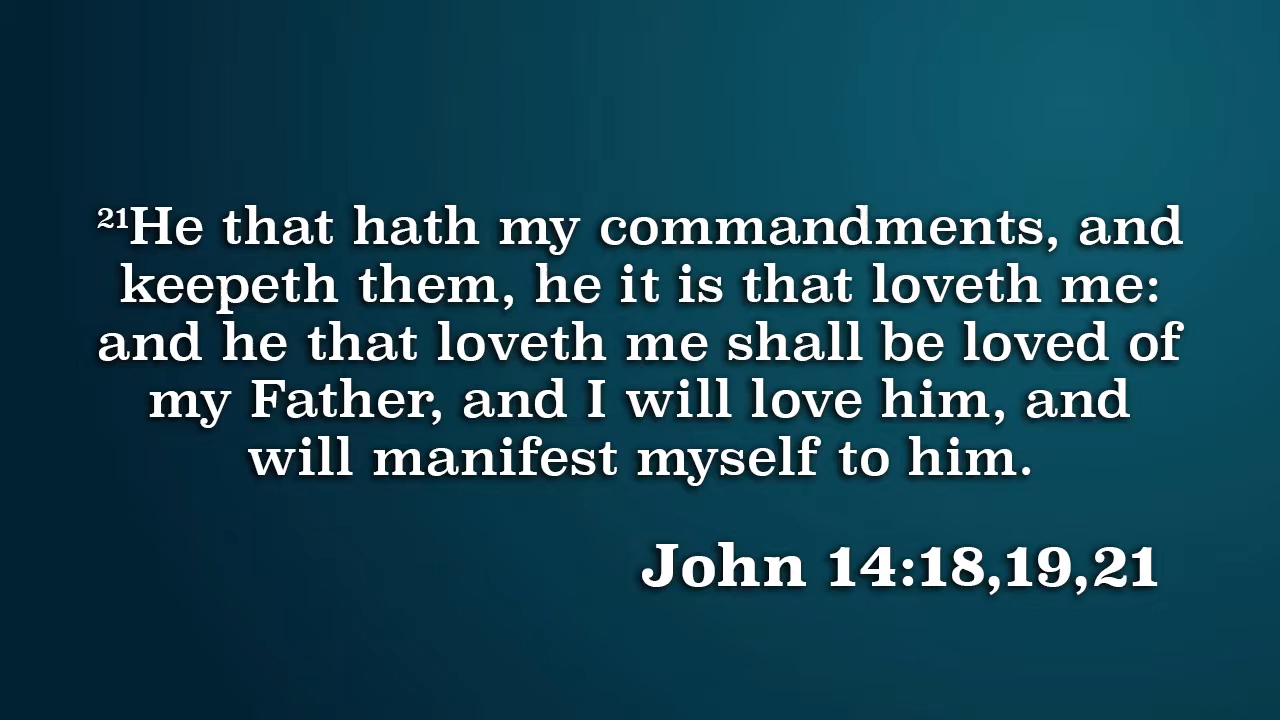 ²¹He that hath my commandments, and
keepeth them, he it is that loveth me:
and he that loveth me shall be loved of
my Father, and I will love him, and
will manifest myself to him.
John 14:18,19,21